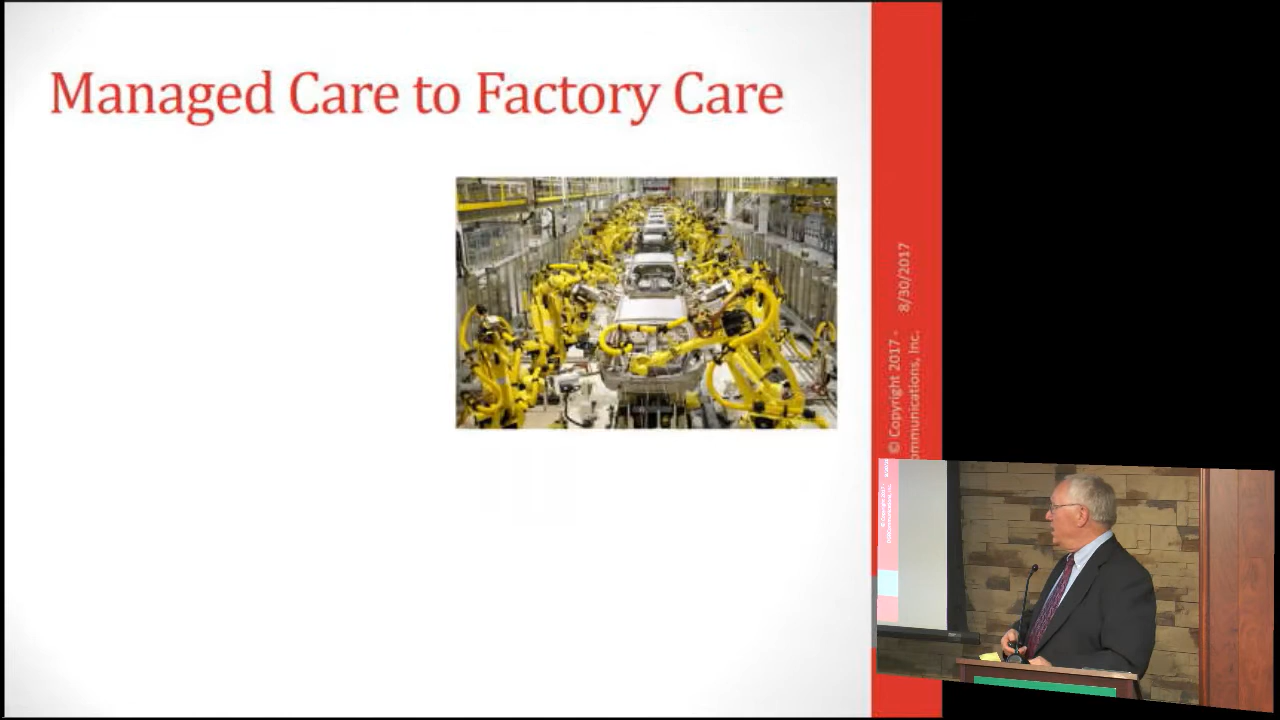 Managed Care to Factory Care
8/30/2017
© Copyright 2017 -
ommunications, Inc.